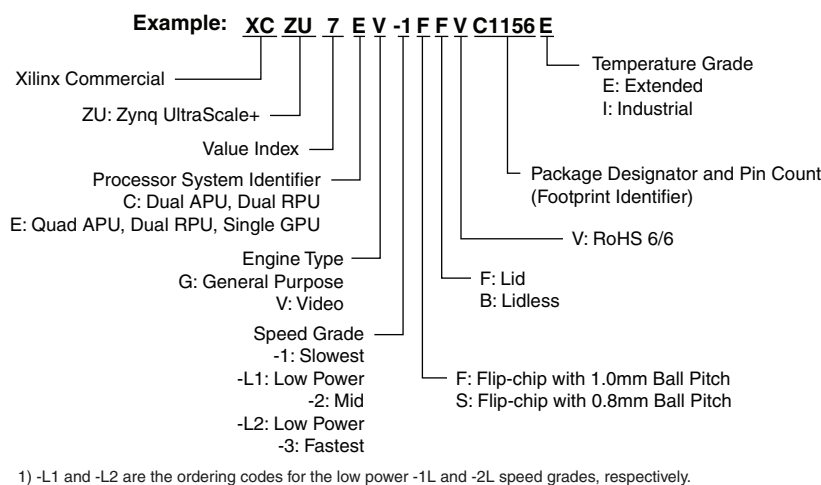 Example: XC ZU 7 E V -1 F F V C1156 E
Xilinx Commercial
ZU: Zynq UltraScale+
Value Index
Processor System Identifier
C: Dual APU, Dual RPU
E: Quad APU, Dual RPU, Single GPU
Engine Type
G: General Purpose
V: Video
Speed Grade
-1: Slowest
-L1: Low Power
-2: Mid
-L2: Low Power
-3: Fastest
Temperature Grade
E: Extended
I: Industrial
Package Designator and Pin Count
(Footprint Identifier)
V: RoHS 6/6
F: Lid
B: Lidless
F: Flip-chip with 1.0mm Ball Pitch
S: Flip-chip with 0.8mm Ball Pitch
1) -L1 and -L2 are the ordering codes for the low power -1L and -2L speed grades, respectively.